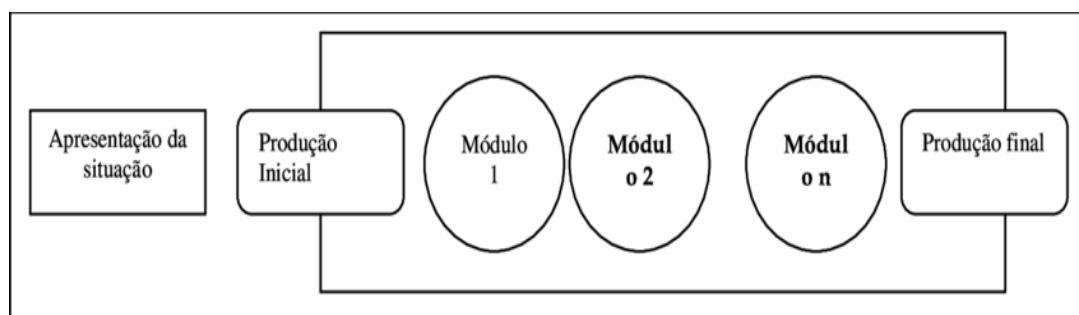 Apresentação da
situação
Produção
Inicial
Módulo
1
Módul
o 2
Módul
o n
Produção final